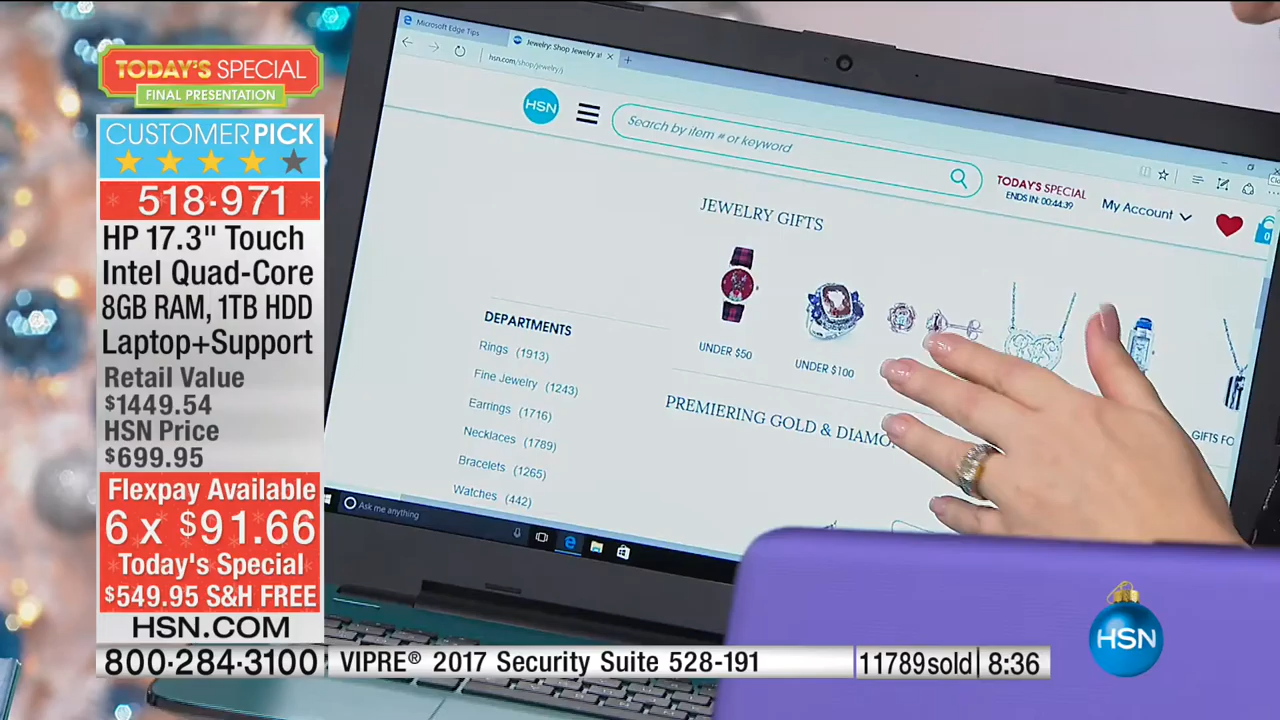 TODAY'S SPECIAL
FINAL PRESENTATION
CUSTOMERPICK
518·971
HP 17.3" Touch
Intel Quad-Core
8GB RAM, 1TB HDD
Laptop+Support
Retail Value
$1449.54
HSN Price
$699.95
Flexpay Available
6 x $91.66
Today's Special
$549.95 S&H FREE
HSN.COM
800·284·3100
VIPRE® 2017 Security Suite 528-191
11789sold
8:36
HSN
Microsoft Edge Tips
Jewelry: Shop Jewelry a
hsn.com/shop/jewelry/j
HSN
Search by item # or keyword
TODAY'S SPECIAL
ENDS IN: 00:44:39
My Account
0
JEWELRY GIFTS
UNDER $50
UNDER $100
GIFTS FO
DEPARTMENTS
Rings (1913)
Fine Jewelry (1243)
Earrings (1716)
Necklaces (1789)
Bracelets (1265)
Watches (442)
PREMIERING GOLD & DIAMO
Ask me anything